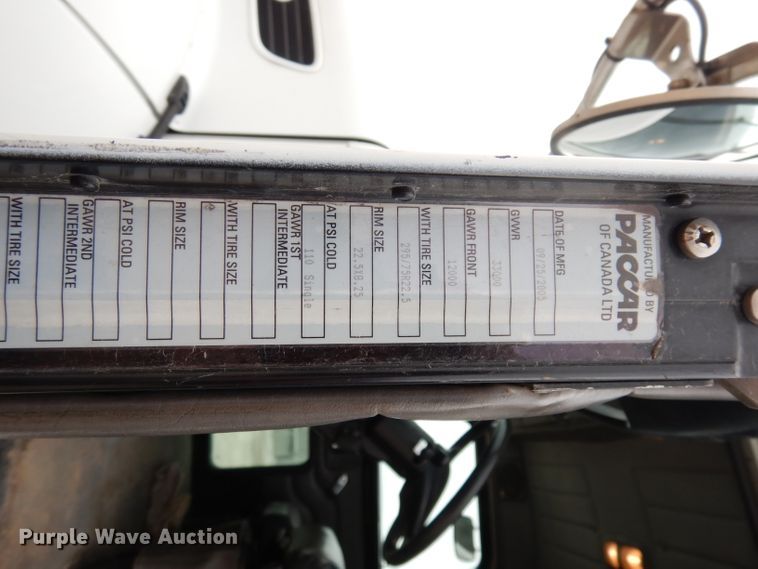 MANUFACTURED BY
PACCAR
OF CANADA LTD
DATE OF MFG
09/25/2005
GVWR
33000
GAWR FRONT
12000
WITH TIRE SIZE
295/75R22.5
RIM SIZE
22.5X8.25
AT PSI COLD
110 Single
GAWR 1ST
INTERMEDIATE
WITH TIRE SIZE
RIM SIZE
AT PSI COLD
GAWR 2ND
INTERMEDIATE
WITH TIRE SIZE
Purple Wave Auction